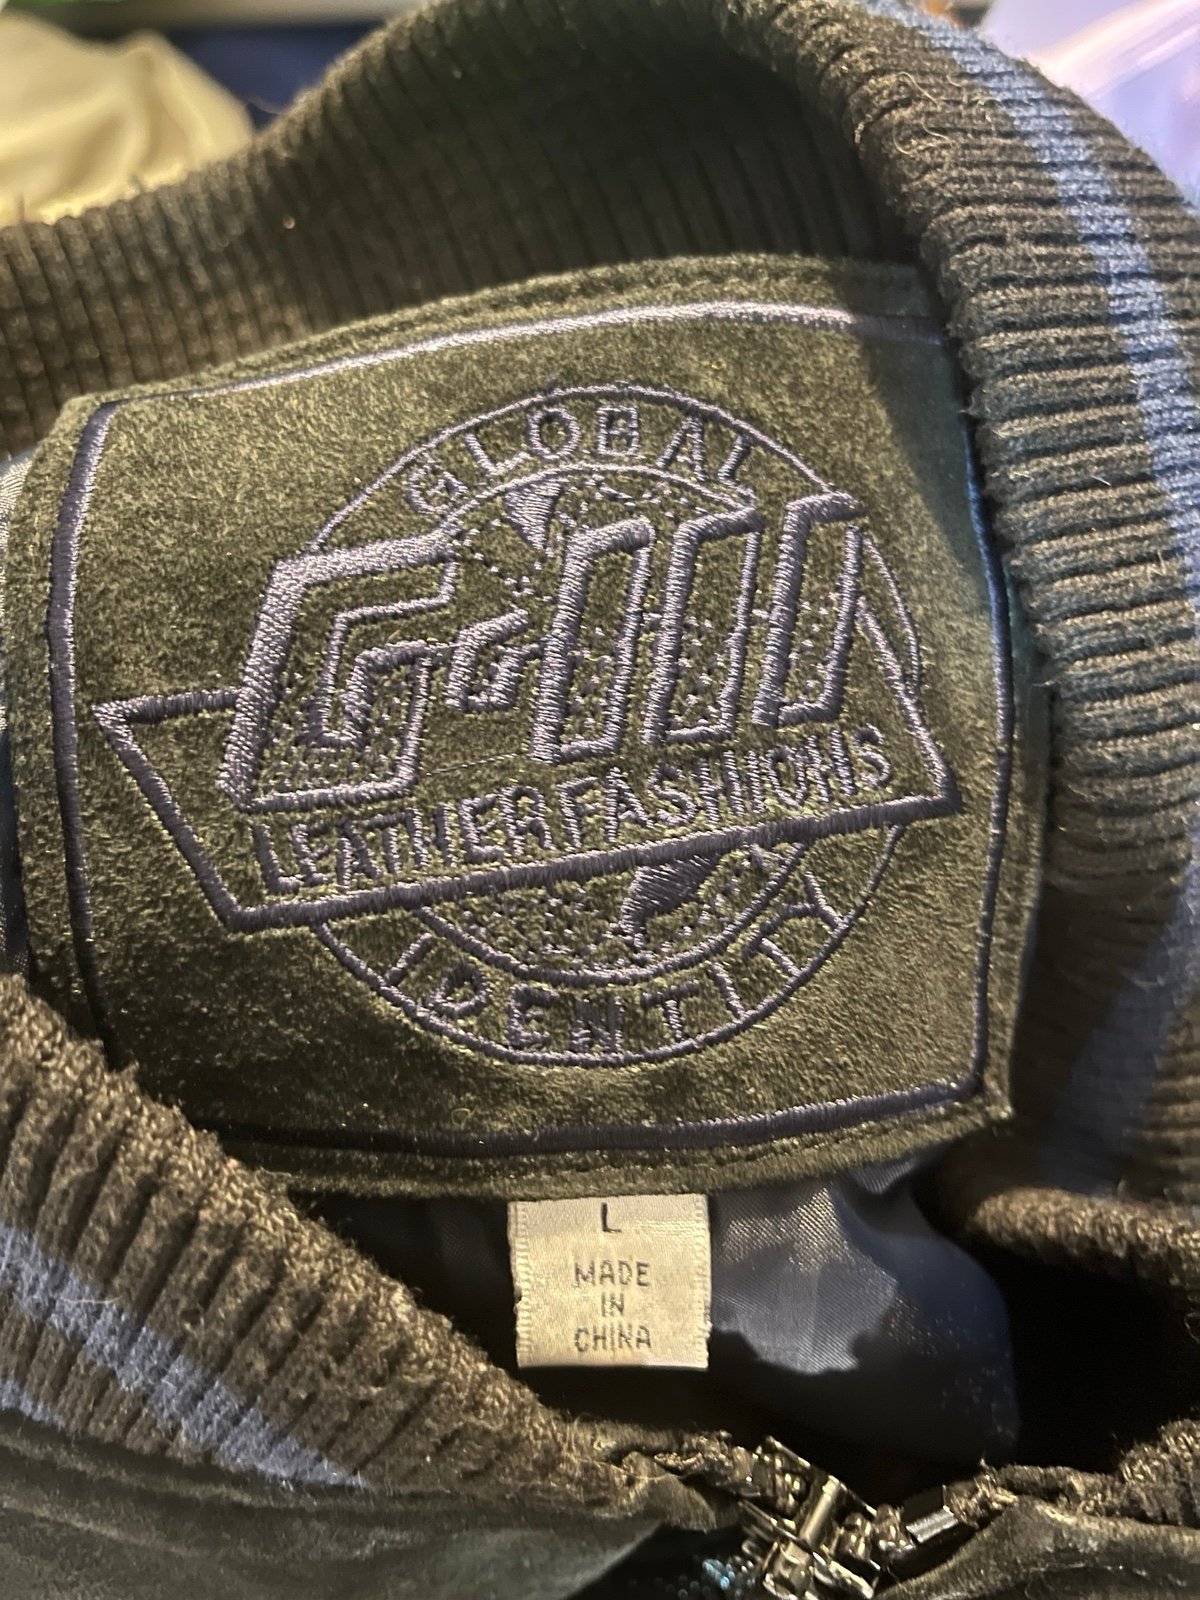 GLOBAL
G-III
LEATHER FASHIONS
IDENTITY
L
MADE
IN
CHINA